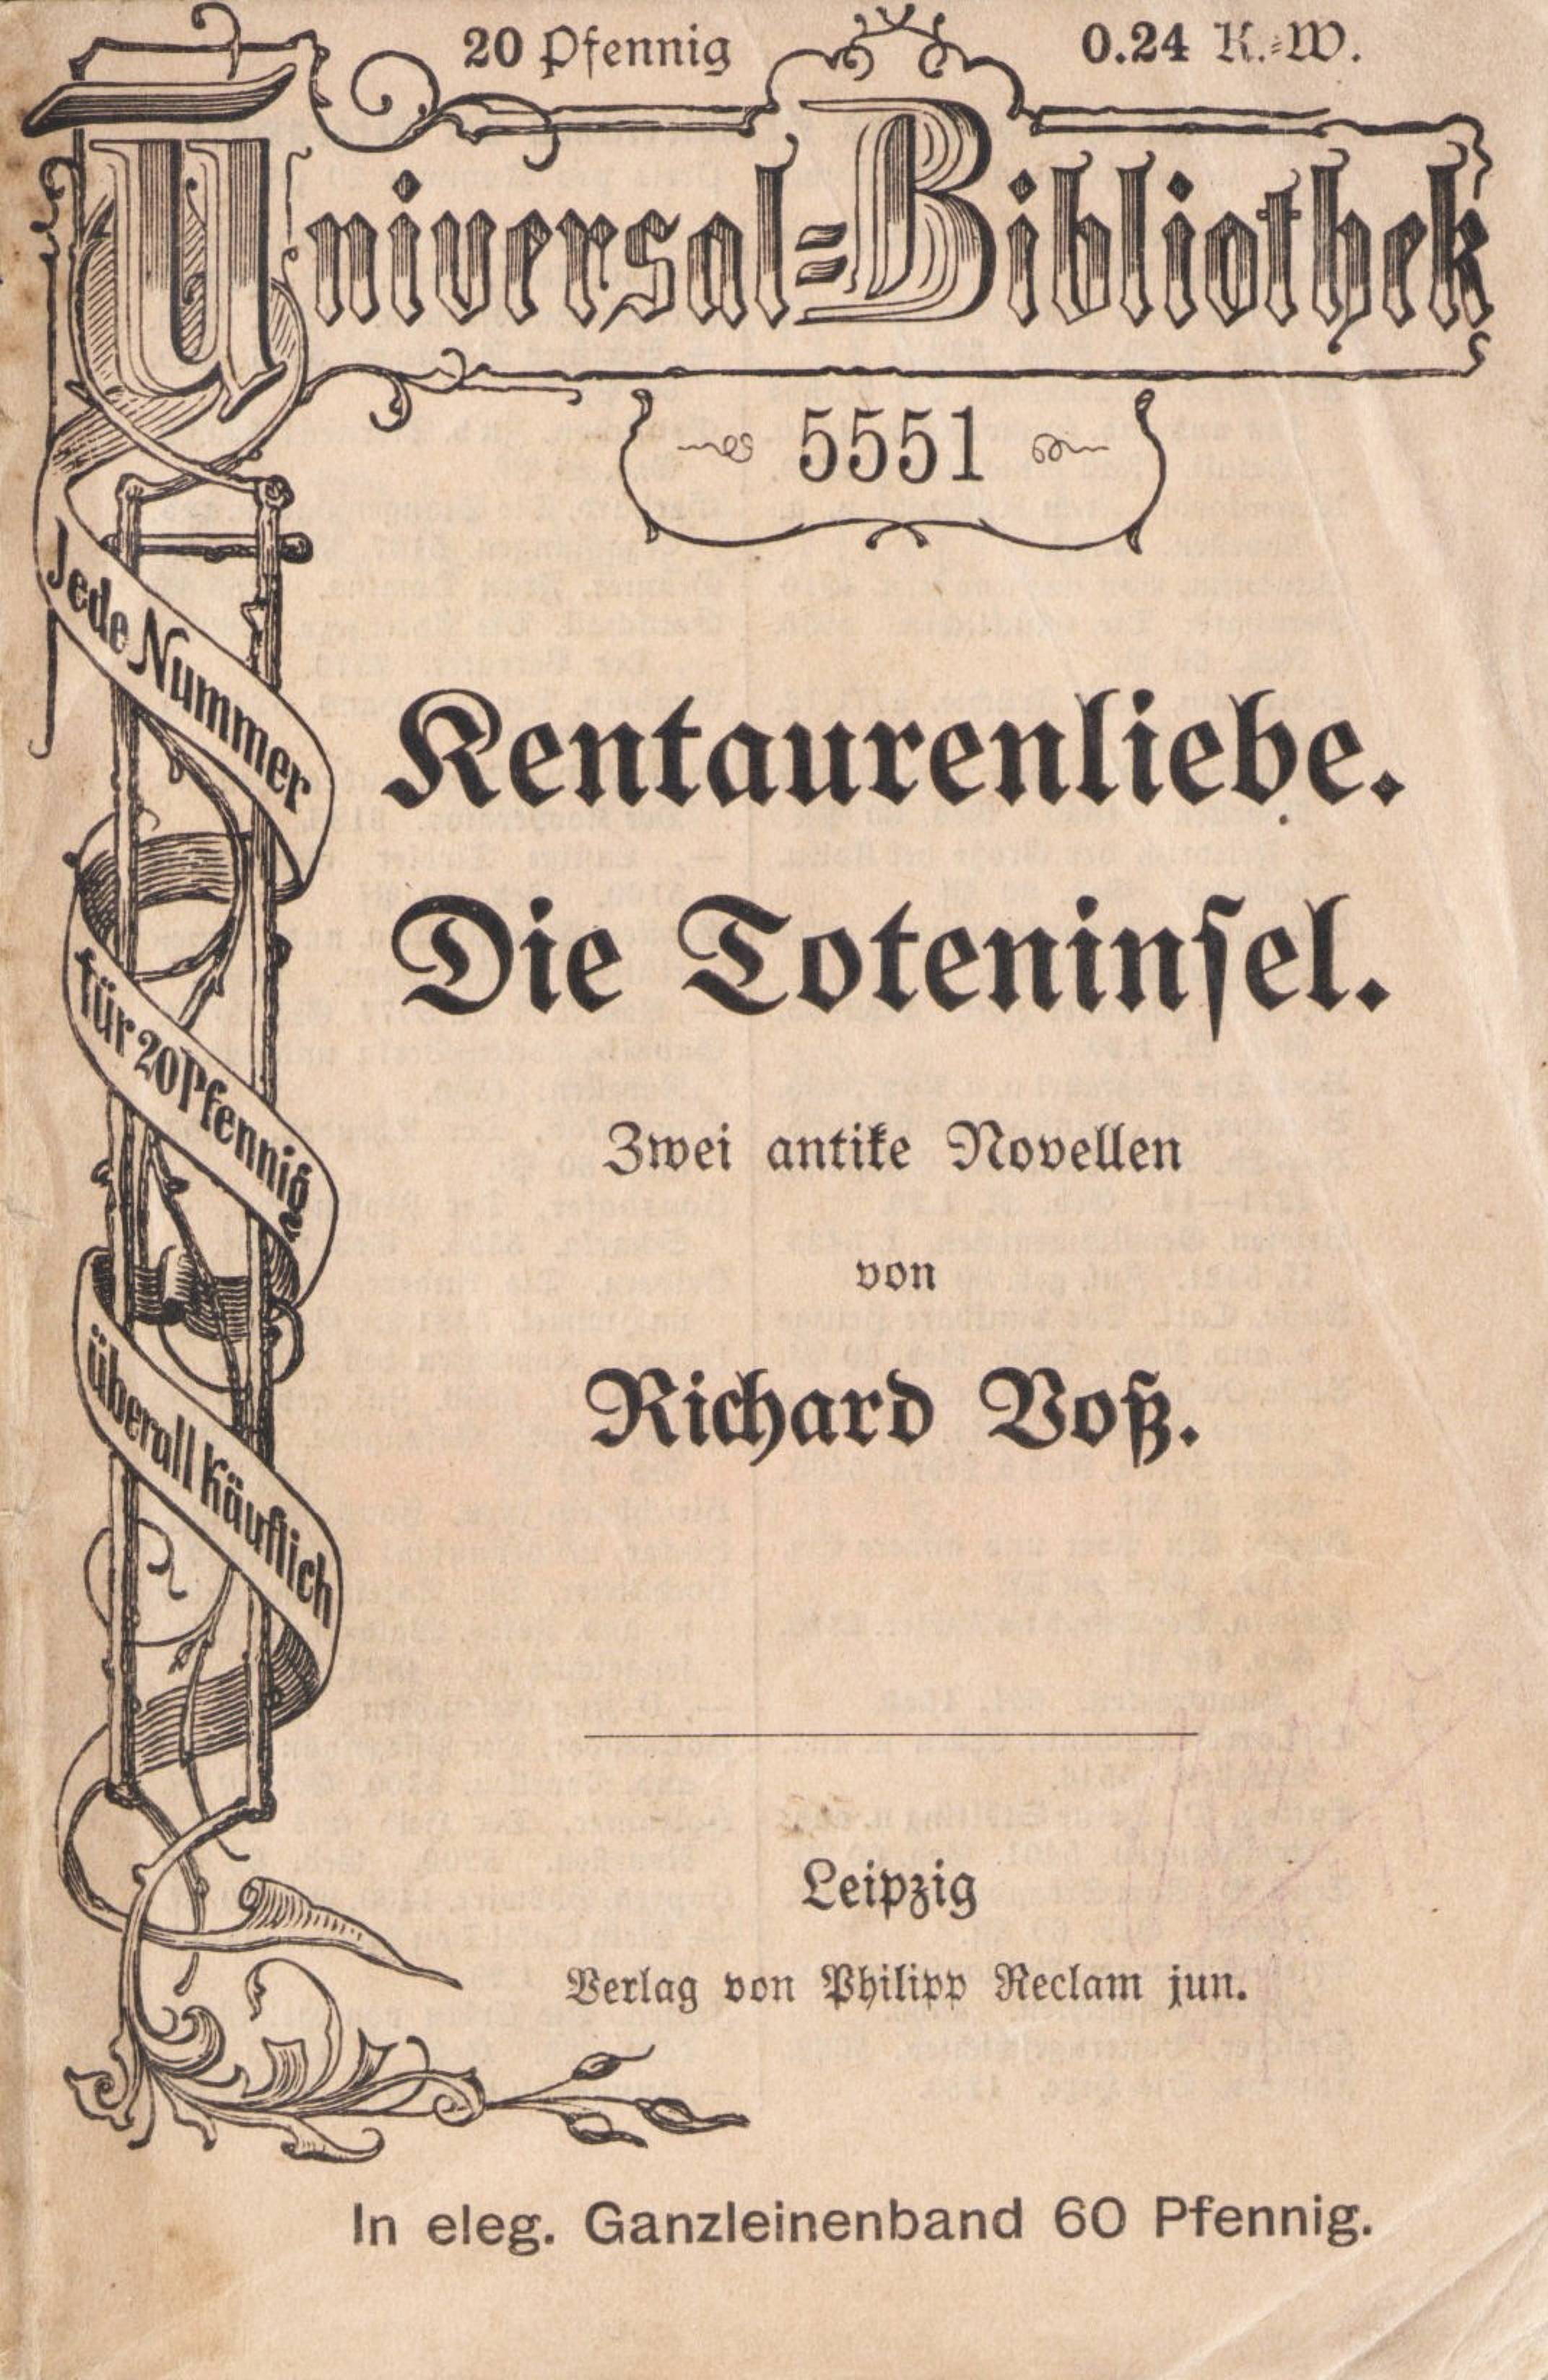 20 Pfennig 0.24 K.=W.
Universal=Bibliothek
5551
Jede Nummer
für 20 Pfennig
überall käuflich
Kentaurenliebe.
Die Toteninſel.
Zwei antike Novellen
von
Richard Voß.
Leipzig
Verlag von Philipp Reclam jun.
In eleg. Ganzleinenband 60 Pfennig.